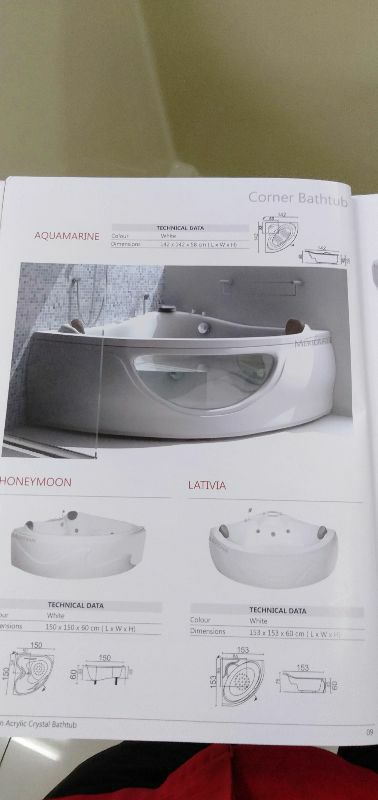 Corner Bathtub
AQUAMARINE
TECHNICAL DATA
Colour White
Dimensions 142 x 142 x 58 cm ( L x W x H )
142
142
142
HONEYMOON
LATIVIA
TECHNICAL DATA
our White
ensions 150 x 150 x 60 cm ( L x W x H )
TECHNICAL DATA
Colour White
Dimensions 153 x 153 x 60 cm ( L x W x H )
150
150
150
60
153
153
153
60
n Acrylic Crystal Bathtub
09